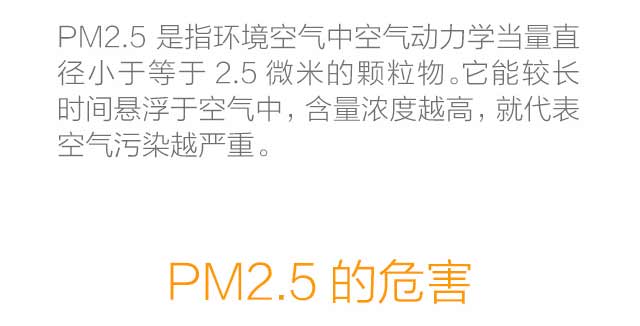 PM2.5 是指环境空气中空气动力学当量直
径小于等于 2.5 微米的颗粒物。它能较长
时间悬浮于空气中，含量浓度越高，就代表
空气污染越严重。
PM2.5 的危害